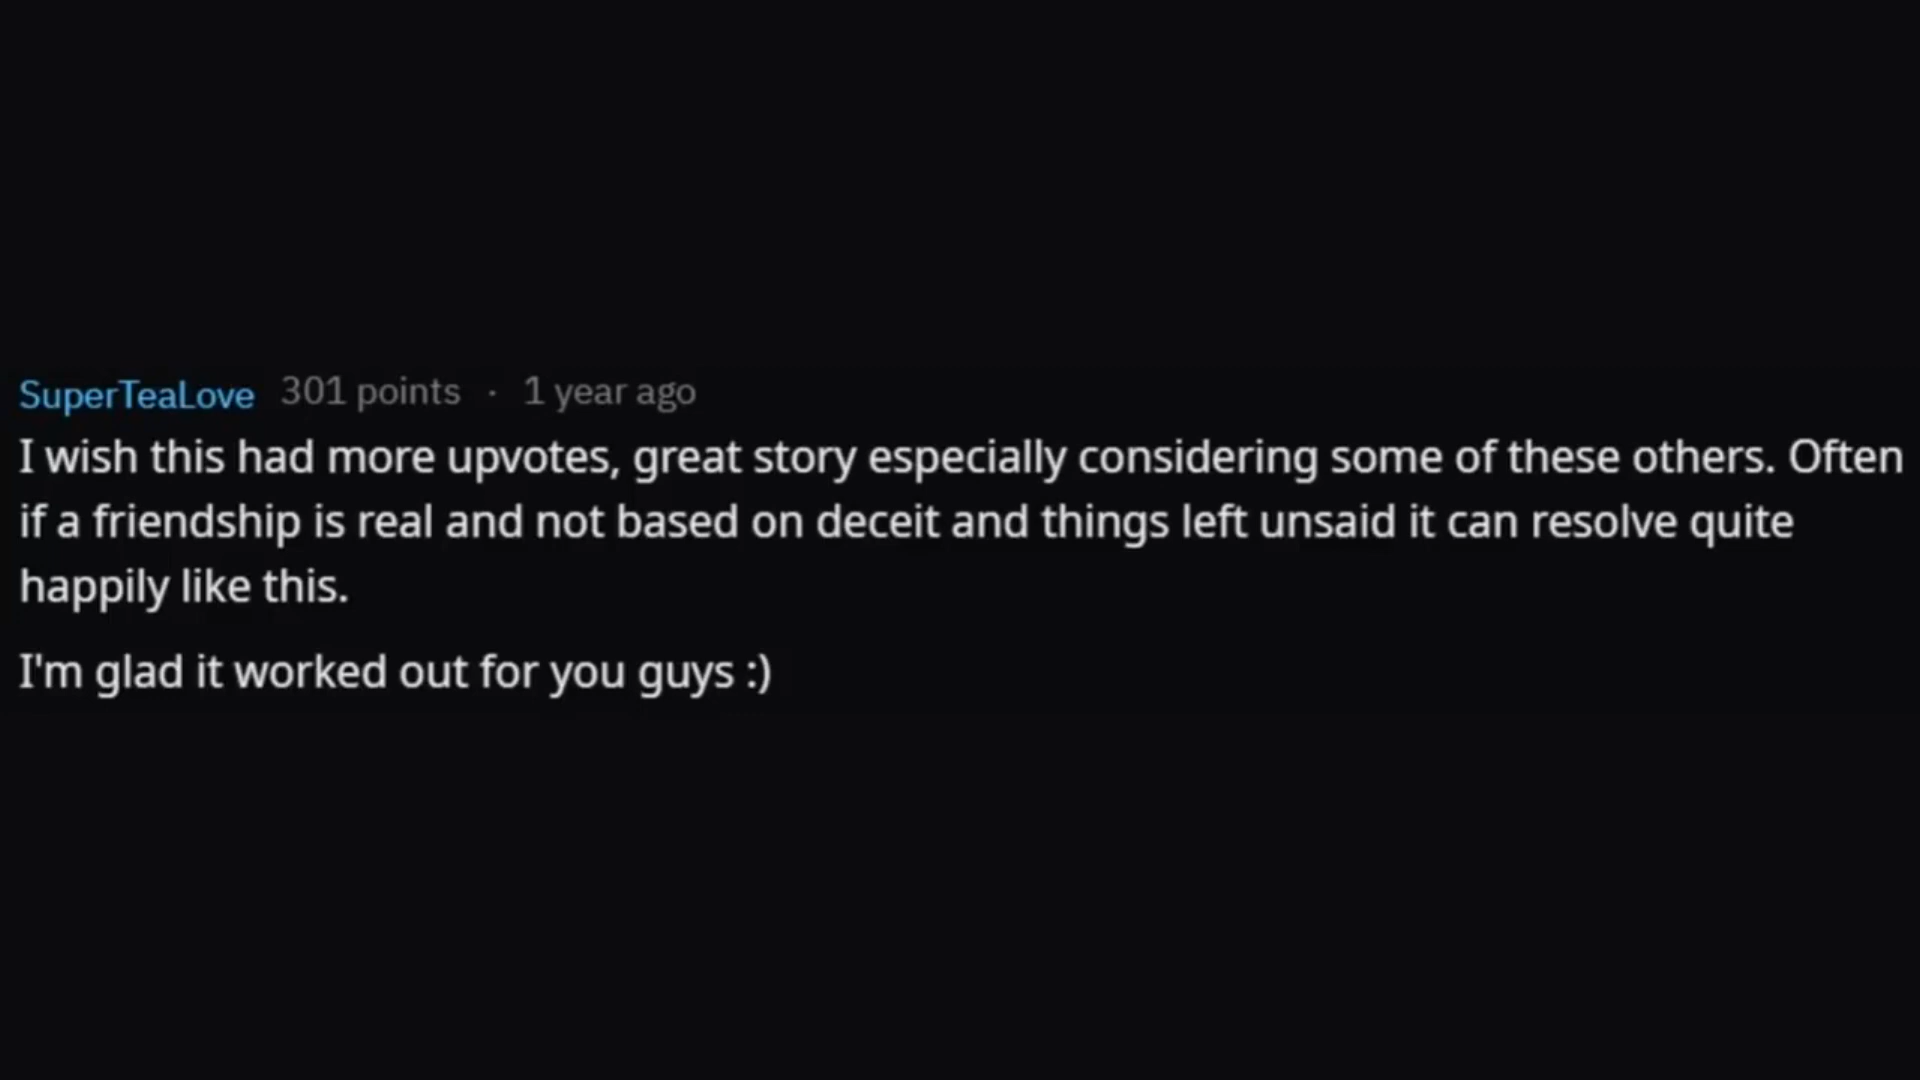 SuperTeaLove 301 points · 1 year ago
I wish this had more upvotes, great story especially considering some of these others. Often
if a friendship is real and not based on deceit and things left unsaid it can resolve quite
happily like this.
I'm glad it worked out for you guys :)